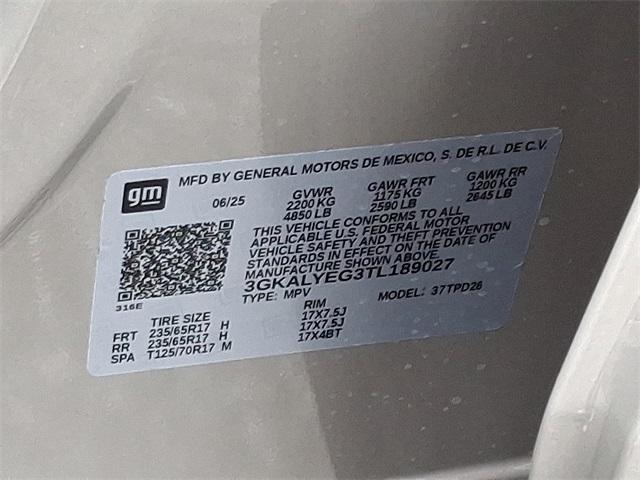 gm
MFD BY GENERAL MOTORS DE MEXICO, S. DE R.L. DE C.V.
06/25 GVWR GAWR FRT GAWR RR
2200 KG 1175 KG 1200 KG
4850 LB 2590 LB 2645 LB
THIS VEHICLE CONFORMS TO ALL
APPLICABLE U.S. FEDERAL MOTOR
VEHICLE SAFETY AND THEFT PREVENTION
STANDARDS IN EFFECT ON THE DATE OF
MANUFACTURE SHOWN ABOVE.
3GKALYEG3TL189027
TYPE: MPV MODEL: 37TPD26
316E
TIRE SIZE RIM
FRT 235/65R17 H 17X7.5J
RR 235/65R17 H 17X7.5J
SPA T125/70R17 M 17X4BT